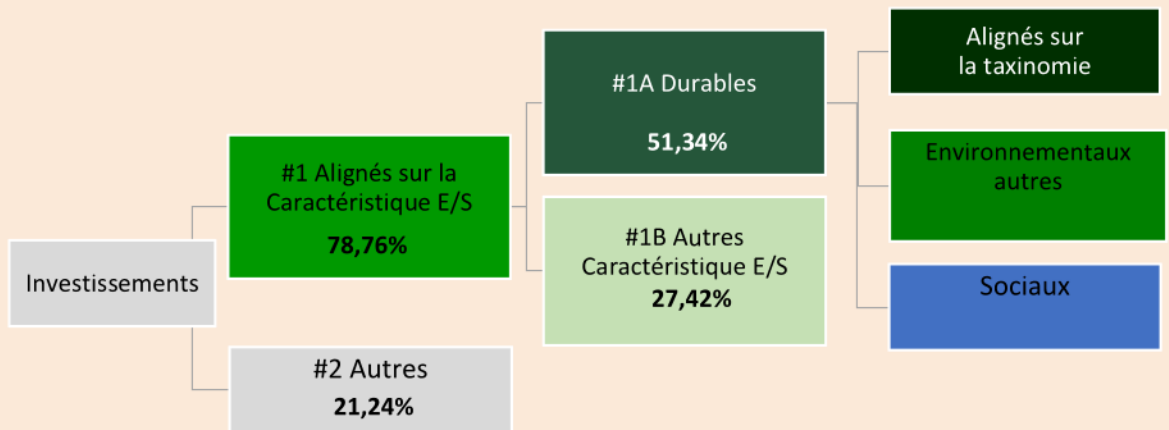 Investissements
#1 Alignés sur la
Caractéristique E/S
78,76%
#2 Autres
21,24%
#1A Durables
51,34%
#1B Autres
Caractéristique E/S
27,42%
Alignés sur
la taxinomie
Environnementaux
autres
Sociaux